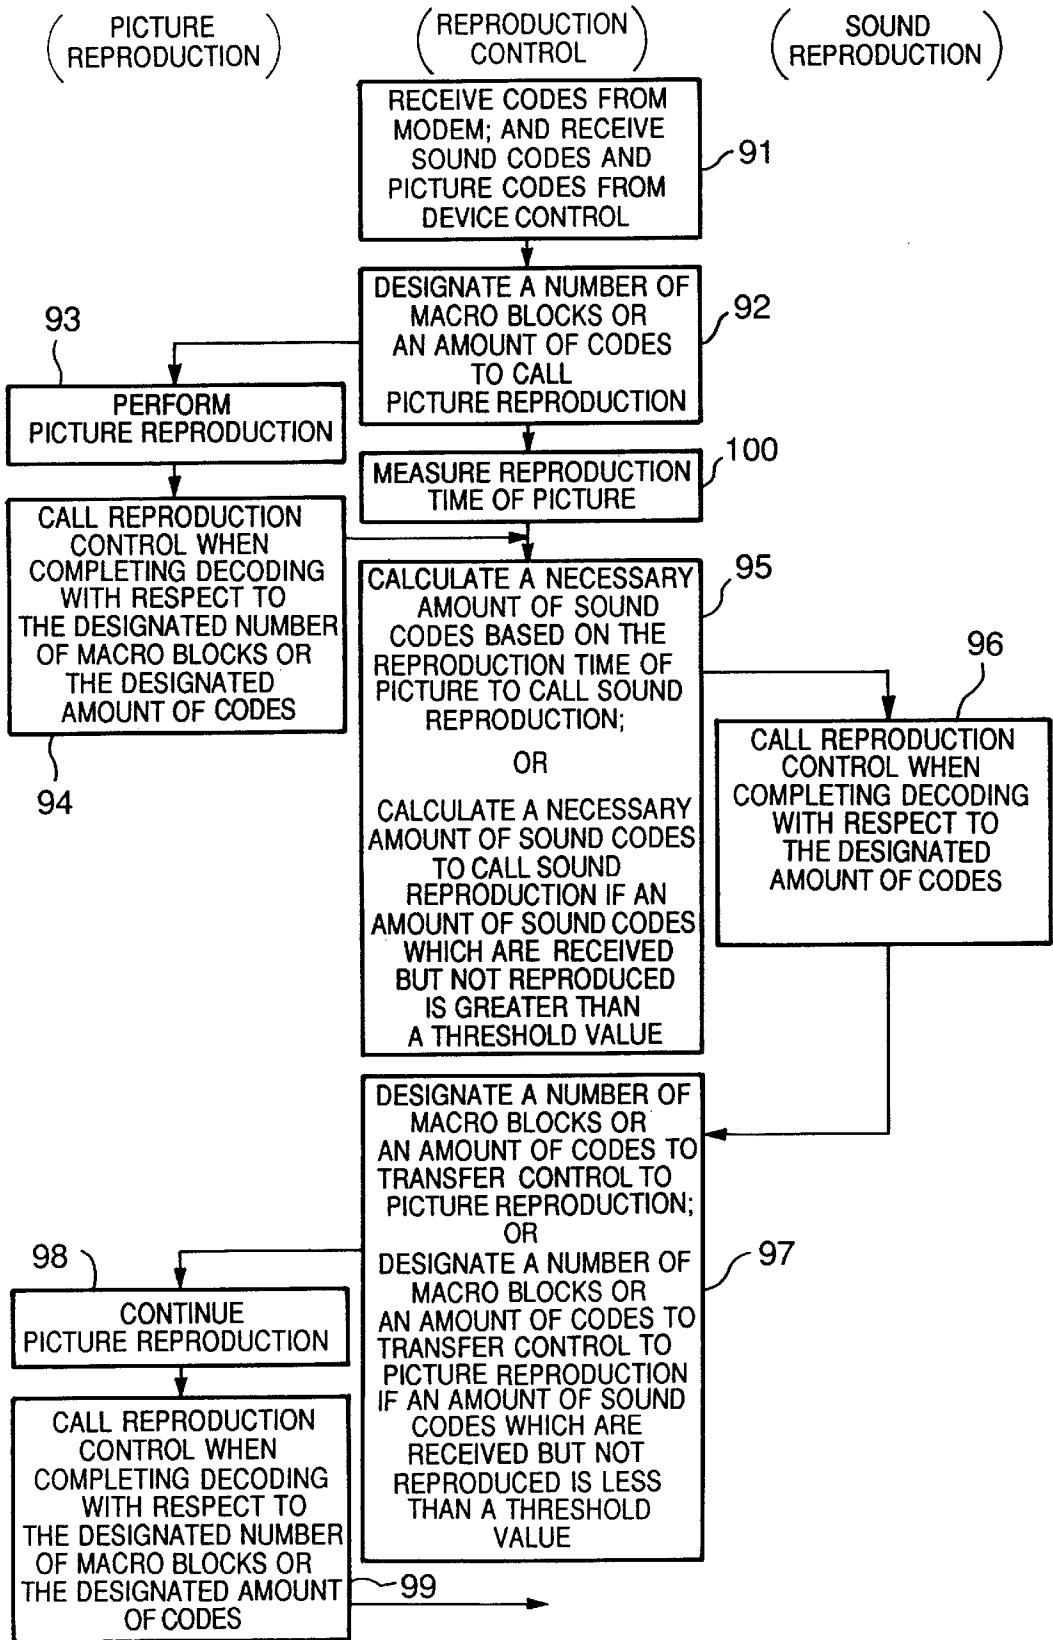 (PICTURE
REPRODUCTION)
(REPRODUCTION
CONTROL)
(SOUND
REPRODUCTION)
RECEIVE CODES FROM
MODEM; AND RECEIVE
SOUND CODES AND
PICTURE CODES FROM
DEVICE CONTROL
91
DESIGNATE A NUMBER OF
MACRO BLOCKS OR
AN AMOUNT OF CODES
TO CALL
PICTURE REPRODUCTION
92
93
PERFORM
PICTURE REPRODUCTION
MEASURE REPRODUCTION
TIME OF PICTURE
100
CALL REPRODUCTION
CONTROL WHEN
COMPLETING DECODING
WITH RESPECT TO
THE DESIGNATED NUMBER
OF MACRO BLOCKS OR
THE DESIGNATED
AMOUNT OF CODES
94
CALCULATE A NECESSARY
AMOUNT OF SOUND
CODES BASED ON THE
REPRODUCTION TIME OF
PICTURE TO CALL SOUND
REPRODUCTION;
OR
CALCULATE A NECESSARY
AMOUNT OF SOUND CODES
TO CALL SOUND
REPRODUCTION IF AN
AMOUNT OF SOUND CODES
WHICH ARE RECEIVED
BUT NOT REPRODUCED
IS GREATER THAN
A THRESHOLD VALUE
95
96
CALL REPRODUCTION
CONTROL WHEN
COMPLETING DECODING
WITH RESPECT TO
THE DESIGNATED
AMOUNT OF CODES
DESIGNATE A NUMBER OF
MACRO BLOCKS OR
AN AMOUNT OF CODES TO
TRANSFER CONTROL TO
PICTURE REPRODUCTION;
OR
DESIGNATE A NUMBER OF
MACRO BLOCKS OR
AN AMOUNT OF CODES TO
TRANSFER CONTROL TO
PICTURE REPRODUCTION
IF AN AMOUNT OF SOUND
CODES WHICH ARE
RECEIVED BUT NOT
REPRODUCED IS LESS
THAN A THRESHOLD
VALUE
97
98
CONTINUE
PICTURE REPRODUCTION
CALL REPRODUCTION
CONTROL WHEN
COMPLETING DECODING
WITH RESPECT TO
THE DESIGNATED NUMBER
OF MACRO BLOCKS OR
THE DESIGNATED AMOUNT
OF CODES
99